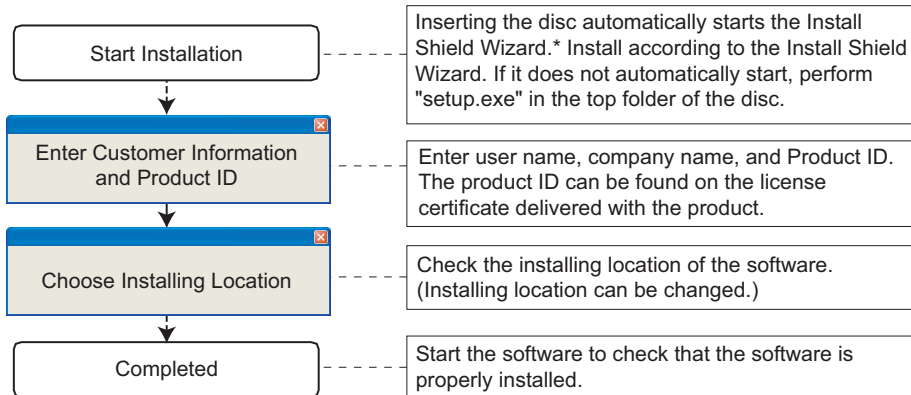 Start Installation
Inserting the disc automatically starts the Install
Shield Wizard.* Install according to the Install Shield
Wizard. If it does not automatically start, perform
"setup.exe" in the top folder of the disc.
Enter Customer Information
and Product ID
Enter user name, company name, and Product ID.
The product ID can be found on the license
certificate delivered with the product.
Choose Installing Location
Check the installing location of the software.
(Installing location can be changed.)
Completed
Start the software to check that the software is
properly installed.